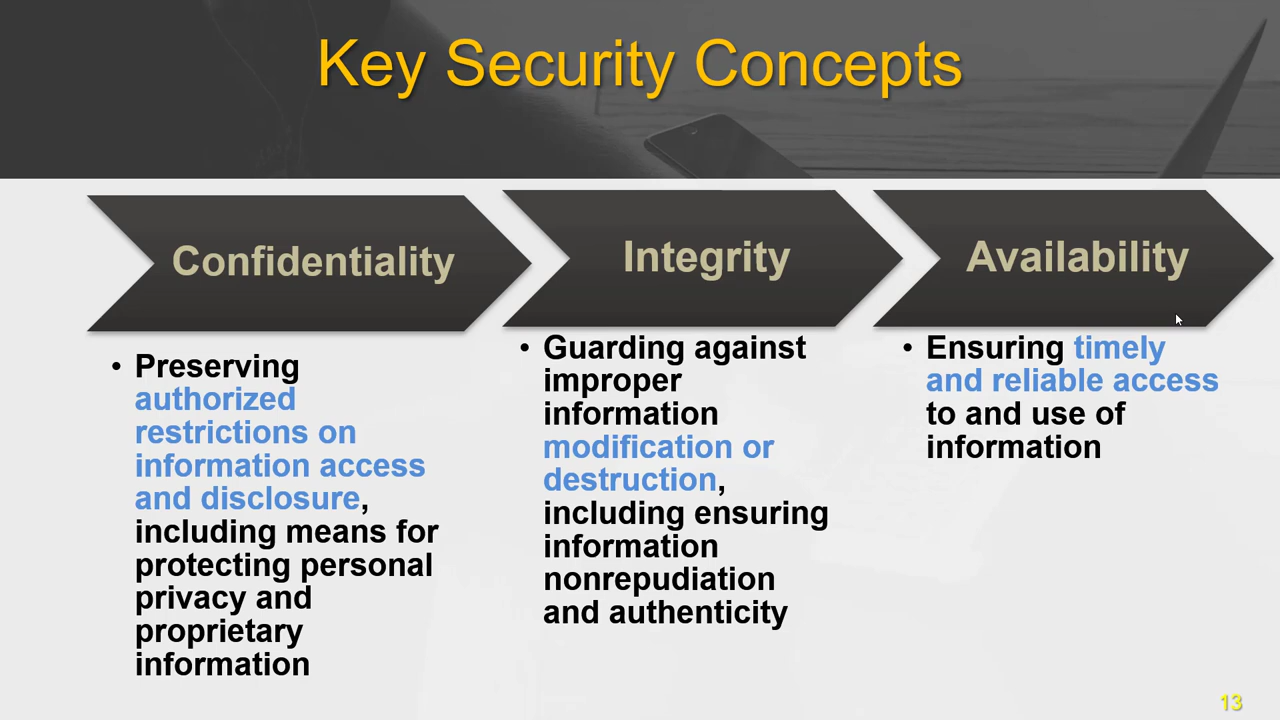 Key Security Concepts
Confidentiality
• Preserving
authorized
restrictions on
information access
and disclosure,
including means for
protecting personal
privacy and
proprietary
information
Integrity
• Guarding against
improper
information
modification or
destruction,
including ensuring
information
nonrepudiation
and authenticity
Availability
• Ensuring timely
and reliable access
to and use of
information
13